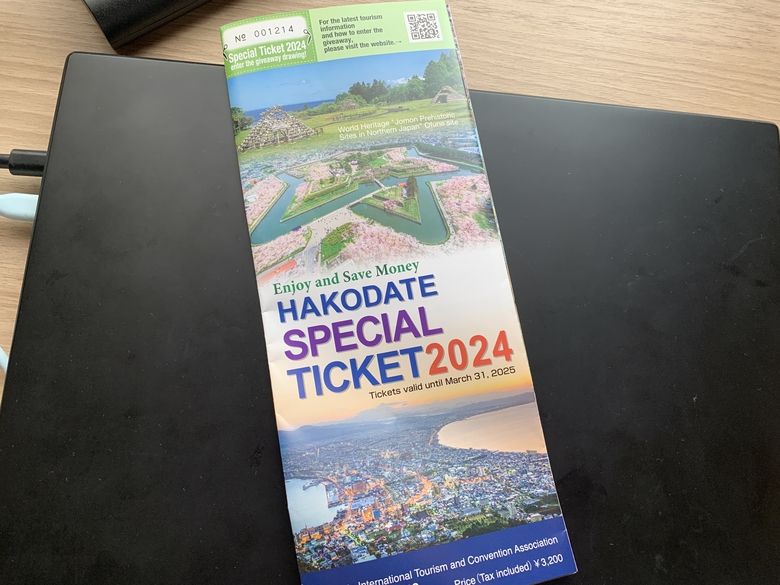 № 001214
Special Ticket 2024
enter the giveaway drawing!
For the latest tourism
information
and how to enter the
giveaway,
please visit the website.→
World Heritage "Jomon Prehistoric
Sites in Northern Japan" Ofune Site
Enjoy and Save Money
HAKODATE
SPECIAL
TICKET2024
Tickets valid until March 31, 2025
International Tourism and Convention Association
Price (Tax included) ¥3,200